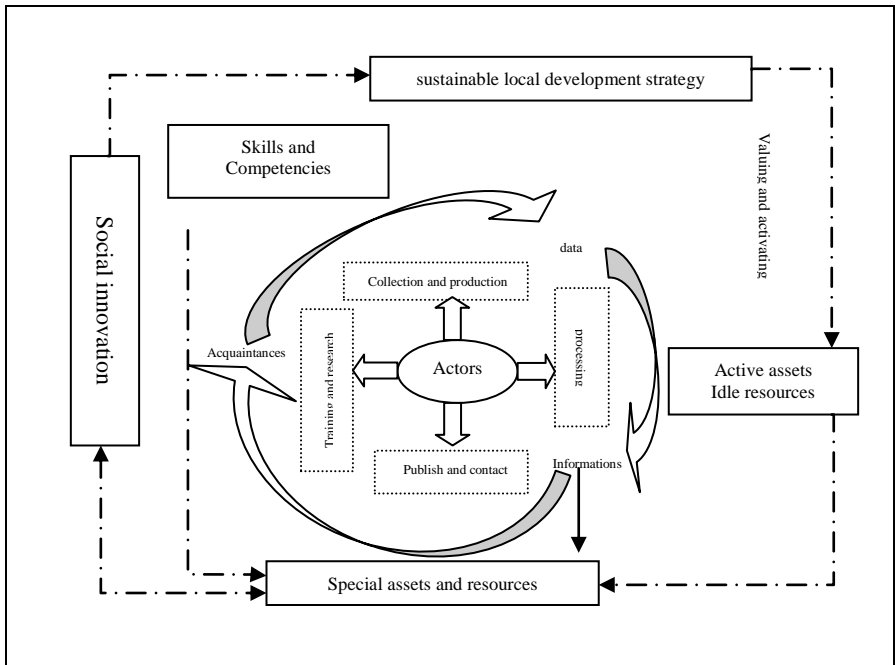 sustainable local development strategy
Skills and
Competencies
Valuing and activating
Social innovation
data
Collection and production
Acquaintances
Training and research
Actors
processing
Active assets
Idle resources
Publish and contact
Informations
Special assets and resources